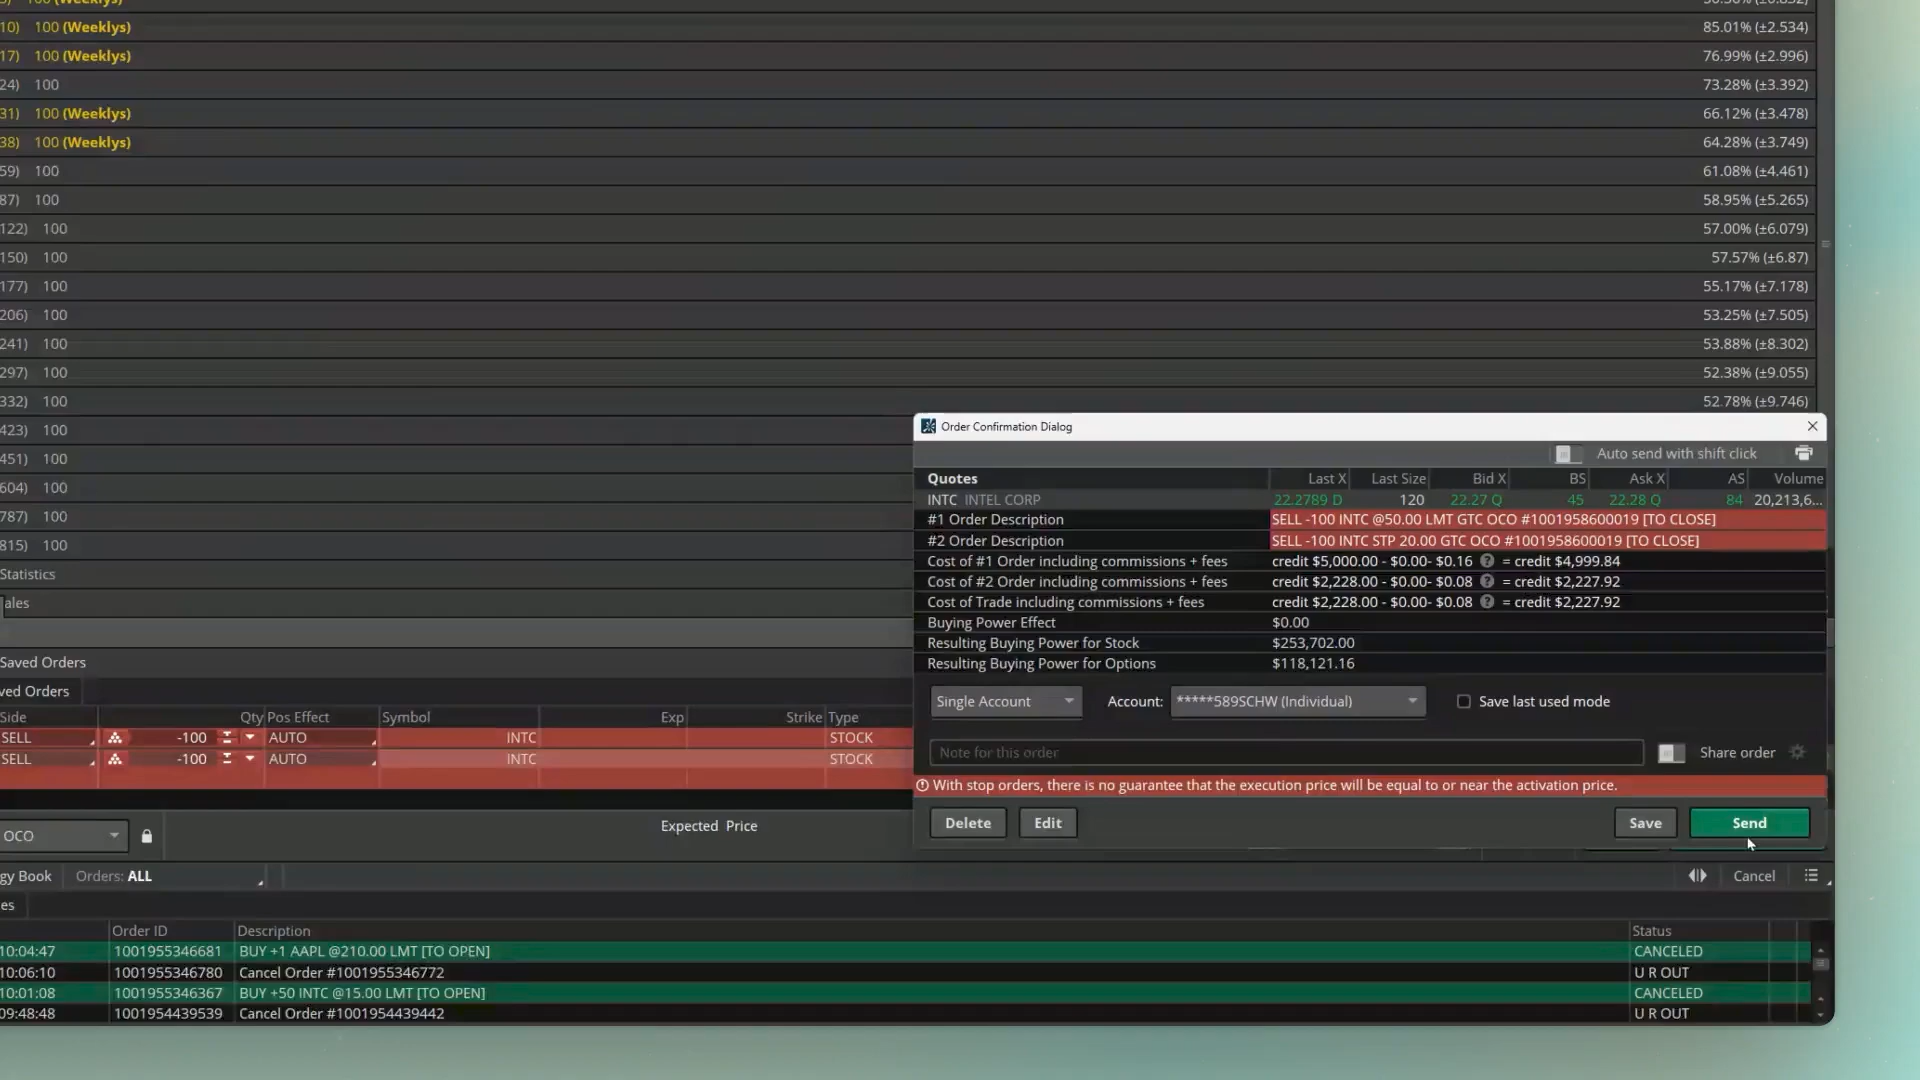 10) 100 (Weeklys) 85.01% (±2.534)
17) 100 (Weeklys) 76.99% (±2.996)
24) 100 73.28% (±3.392)
31) 100 (Weeklys) 66.12% (±3.478)
38) 100 (Weeklys) 64.28% (±3.749)
59) 100 61.08% (±4.461)
87) 100 58.95% (±5.265)
122) 100 57.00% (±6.079)
150) 100 57.57% (±6.87)
177) 100 55.17% (±7.178)
206) 100 53.25% (±7.505)
241) 100 53.88% (±8.302)
297) 100 52.38% (±9.055)
332) 100 52.78% (±9.746)
423) 100
451) 100
604) 100
787) 100
815) 100
Statistics
ales
Saved Orders
ved Orders
Side Qty Pos Effect Symbol Exp Strike Type
SELL -100 AUTO INTC STOCK
SELL -100 AUTO INTC STOCK
OCO Expected Price
Order Confirmation Dialog
Auto send with shift click
Quotes Last X Last Size Bid X BS Ask X AS Volume
INTC INTEL CORP 22.2789 D 120 22.27 Q 45 22.28 Q 84 20,213,6...
#1 Order Description SELL -100 INTC @50.00 LMT GTC OCO #1001958600019 [TO CLOSE]
#2 Order Description SELL -100 INTC STP 20.00 GTC OCO #1001958600019 [TO CLOSE]
Cost of #1 Order including commissions + fees credit $5,000.00 - $0.00- $0.16 ? = credit $4,999.84
Cost of #2 Order including commissions + fees credit $2,228.00 - $0.00- $0.08 ? = credit $2,227.92
Cost of Trade including commissions + fees credit $2,228.00 - $0.00- $0.08 ? = credit $2,227.92
Buying Power Effect $0.00
Resulting Buying Power for Stock $253,702.00
Resulting Buying Power for Options $118,121.16
Single Account Account: *****589SCHW (Individual) Save last used mode
Note for this order Share order
With stop orders, there is no guarantee that the execution price will be equal to or near the activation price.
Delete Edit Save Send
gy Book Orders: ALL Cancel
es
Order ID Description Status
10:04:47 1001955346681 BUY +1 AAPL @210.00 LMT [TO OPEN] CANCELED
10:06:10 1001955346780 Cancel Order #1001955346772 U R OUT
10:01:08 1001955346367 BUY +50 INTC @15.00 LMT [TO OPEN] CANCELED
09:48:48 1001954439539 Cancel Order #1001954439442 U R OUT